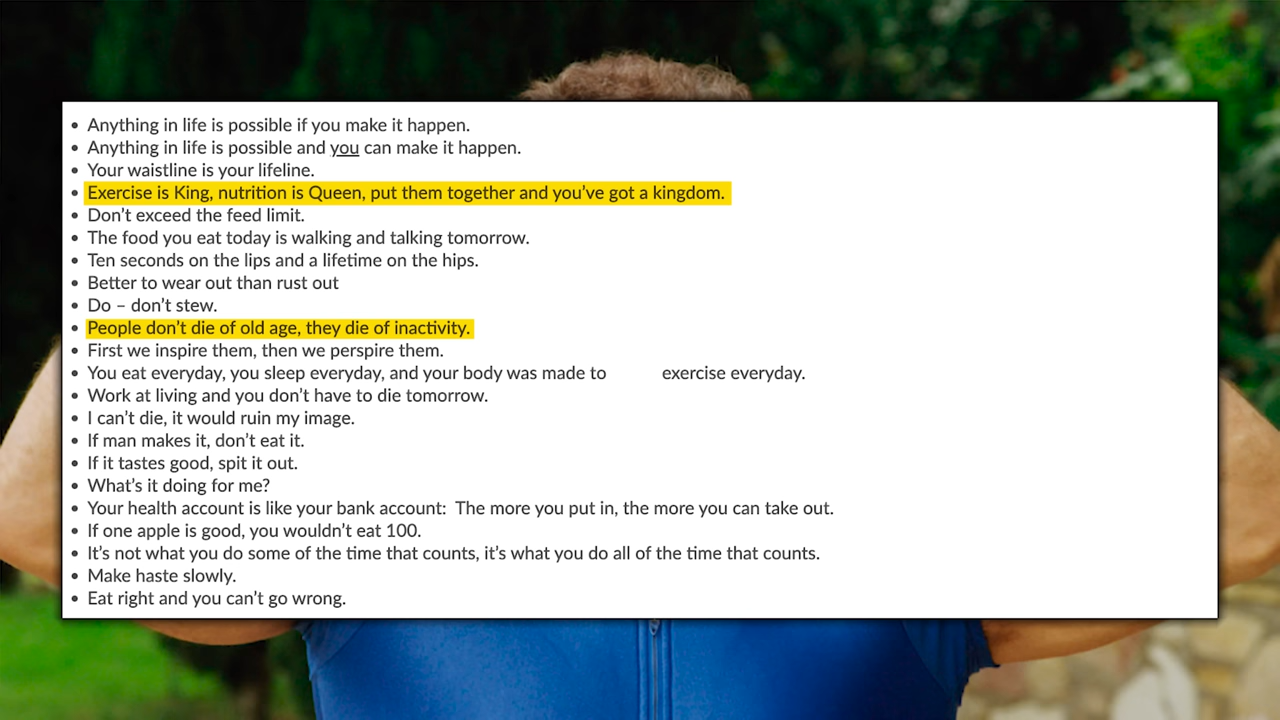 • Anything in life is possible if you make it happen.
• Anything in life is possible and you can make it happen.
• Your waistline is your lifeline.
• Exercise is King, nutrition is Queen, put them together and you’ve got a kingdom.
• Don’t exceed the feed limit.
• The food you eat today is walking and talking tomorrow.
• Ten seconds on the lips and a lifetime on the hips.
• Better to wear out than rust out
• Do – don’t stew.
• People don’t die of old age, they die of inactivity.
• First we inspire them, then we perspire them.
• You eat everyday, you sleep everyday, and your body was made to exercise everyday.
• Work at living and you don’t have to die tomorrow.
• I can’t die, it would ruin my image.
• If man makes it, don’t eat it.
• If it tastes good, spit it out.
• What’s it doing for me?
• Your health account is like your bank account:  The more you put in, the more you can take out.
• If one apple is good, you wouldn’t eat 100.
• It’s not what you do some of the time that counts, it’s what you do all of the time that counts.
• Make haste slowly.
• Eat right and you can’t go wrong.